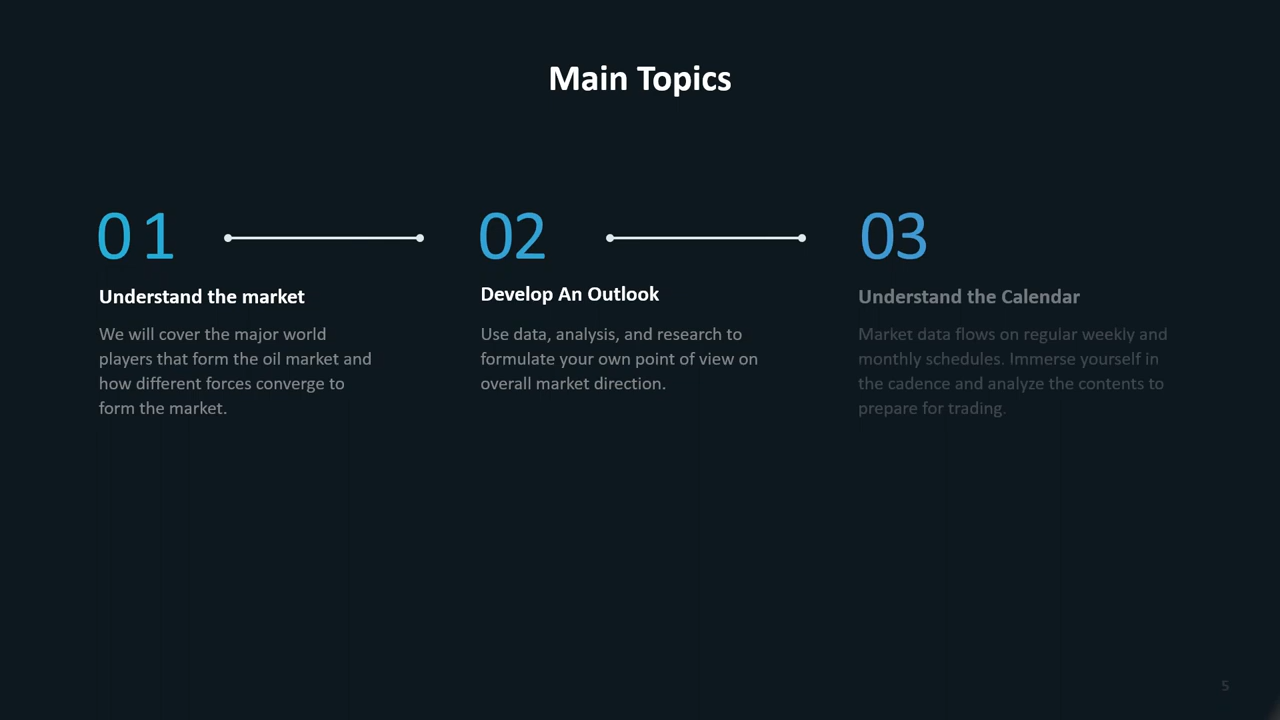 Main Topics
01
Understand the market
We will cover the major world
players that form the oil market and
how different forces converge to
form the market.
02
Develop An Outlook
Use data, analysis, and research to
formulate your own point of view on
overall market direction.
03
Understand the Calendar
Market data flows on regular weekly and
monthly schedules. Immerse yourself in
the cadence and analyze the contents to
prepare for trading.
5